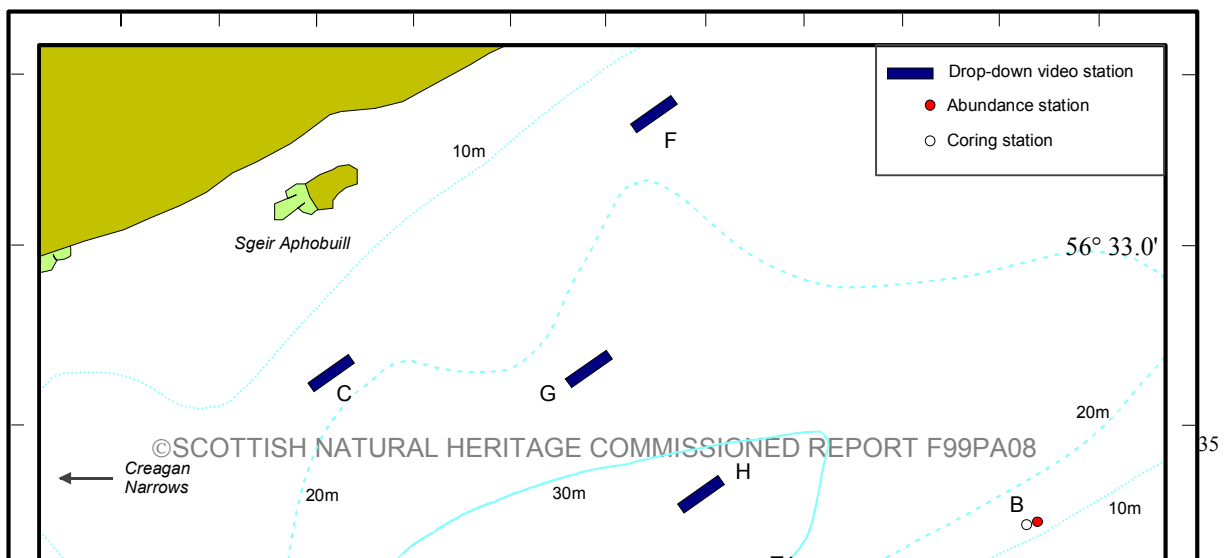 Drop-down video station
Abundance station
Coring station
F
10m
Sgeir Aphobuill
56° 33.0'
C
G
20m
©SCOTTISH NATURAL HERITAGE COMMISSIONED REPORT F99PA08
35
Creagan
Narrows
H
20m
30m
B
10m